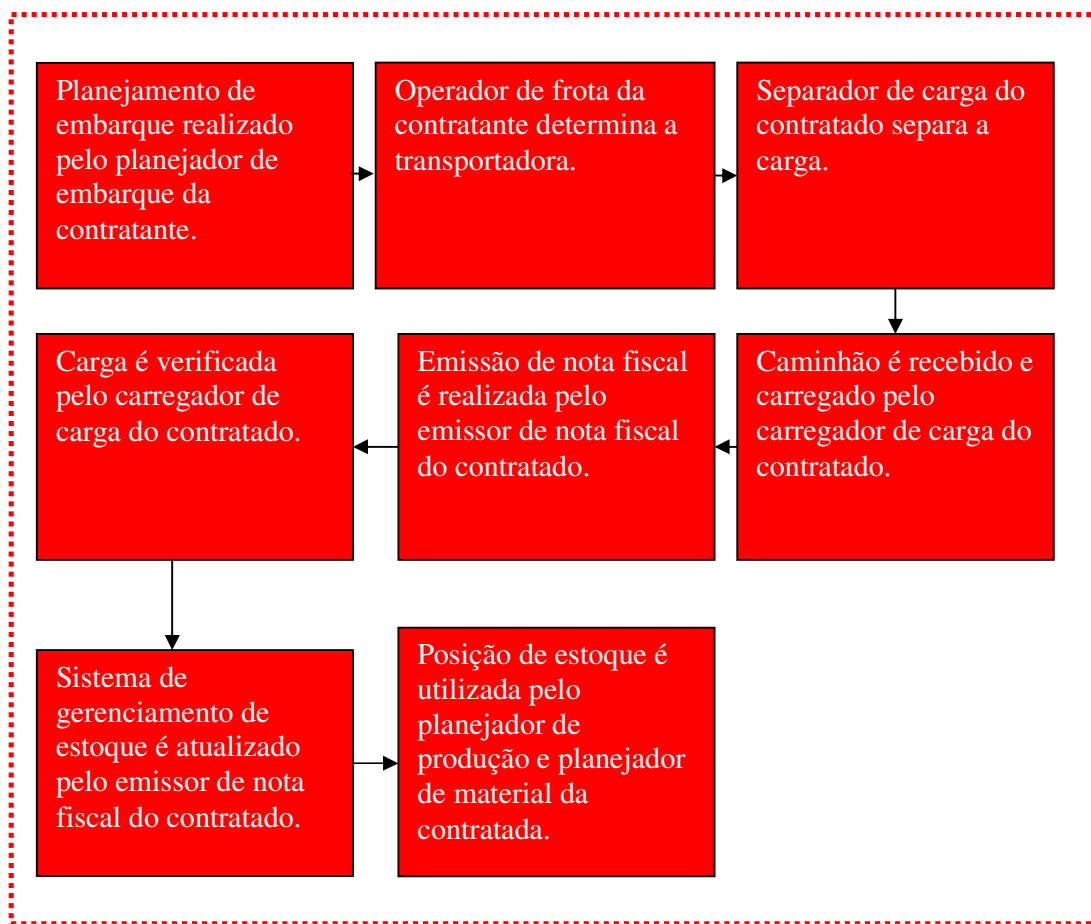 Planejamento de
embarque realizado
pelo planejador de
embarque da
contratante.
Operador de frota da
contratante determina a
transportadora.
Separador de carga do
contratado separa a
carga.
Caminhão é recebido e
carregado pelo
carregador de carga do
contratado.
Emissão de nota fiscal
é realizada pelo
emissor de nota fiscal
do contratado.
Carga é verificada
pelo carregador de
carga do contratado.
Sistema de
gerenciamento de
estoque é atualizado
pelo emissor de nota
fiscal do contratado.
Posição de estoque é
utilizada pelo
planejador de
produção e planejador
de material da
contratada.